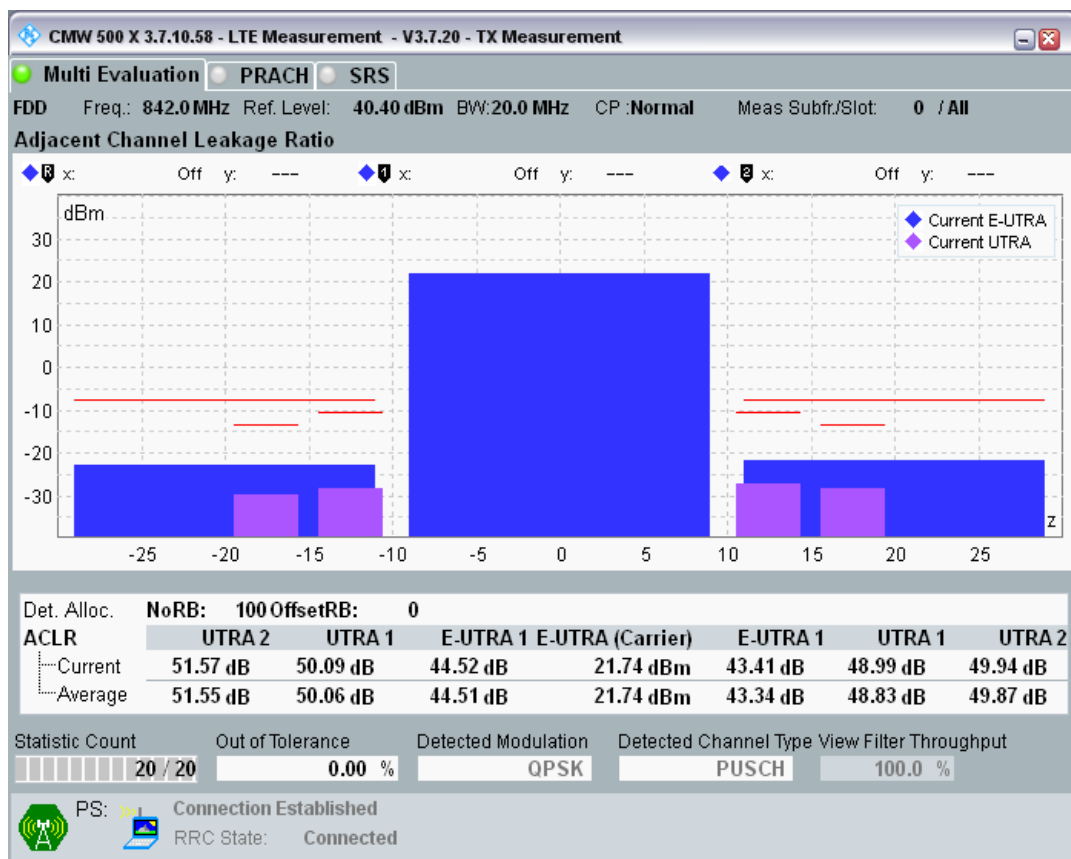 CMW 500 X 3.7.10.58 - LTE Measurement - V3.7.20 - TX Measurement
Multi Evaluation PRACH SRS
FDD Freq.: 842.0 MHz Ref. Level: 40.40 dBm BW:20.0 MHz CP :Normal Meas Subfr./Slot: 0 / All
Adjacent Channel Leakage Ratio
R x: Off y: --- 1 x: Off y: --- 2 x: Off y: ---
dBm
Current E-UTRA
Current UTRA
30
20
10
0
-10
-20
-30
z
-25 -20 -15 -10 -5 0 5 10 15 20 25
Det. Alloc. NoRB: 100 OffsetRB: 0
ACLR UTRA 2 UTRA 1 E-UTRA 1 E-UTRA (Carrier) E-UTRA 1 UTRA 1 UTRA 2
Current 51.57 dB 50.09 dB 44.52 dB 21.74 dBm 43.41 dB 48.99 dB 49.94 dB
Average 51.55 dB 50.06 dB 44.51 dB 21.74 dBm 43.34 dB 48.83 dB 49.87 dB
Statistic Count Out of Tolerance Detected Modulation Detected Channel Type View Filter Throughput
20 / 20 0.00 % QPSK PUSCH 100.0 %
PS: Connection Established
RRC State: Connected